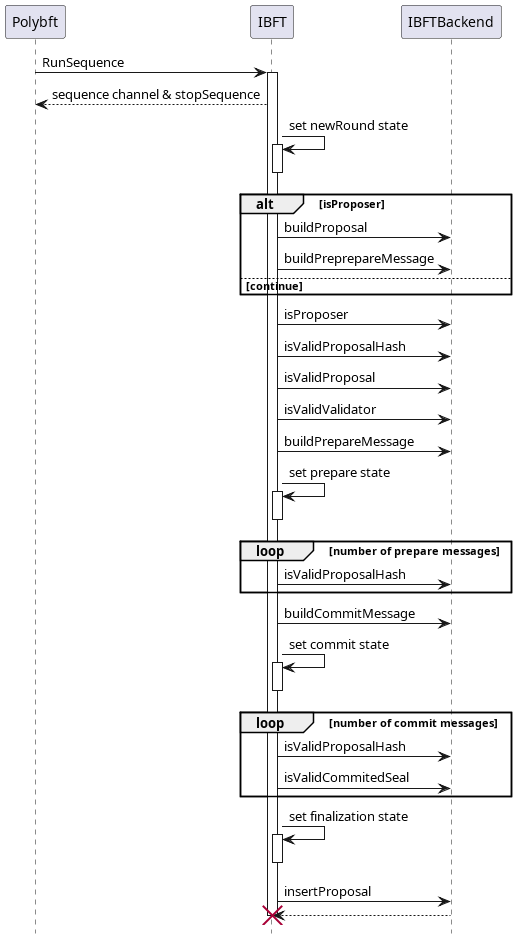 Polybft IBFT IBFTBackend
RunSequence
sequence channel & stopSequence
set newRound state
alt [isProposer]
buildProposal
buildPreprepareMessage
[continue]
isProposer
isValidProposalHash
isValidProposal
isValidValidator
buildPrepareMessage
set prepare state
loop [number of prepare messages]
isValidProposalHash
buildCommitMessage
set commit state
loop [number of commit messages]
isValidProposalHash
isValidCommitedSeal
set finalization state
insertProposal